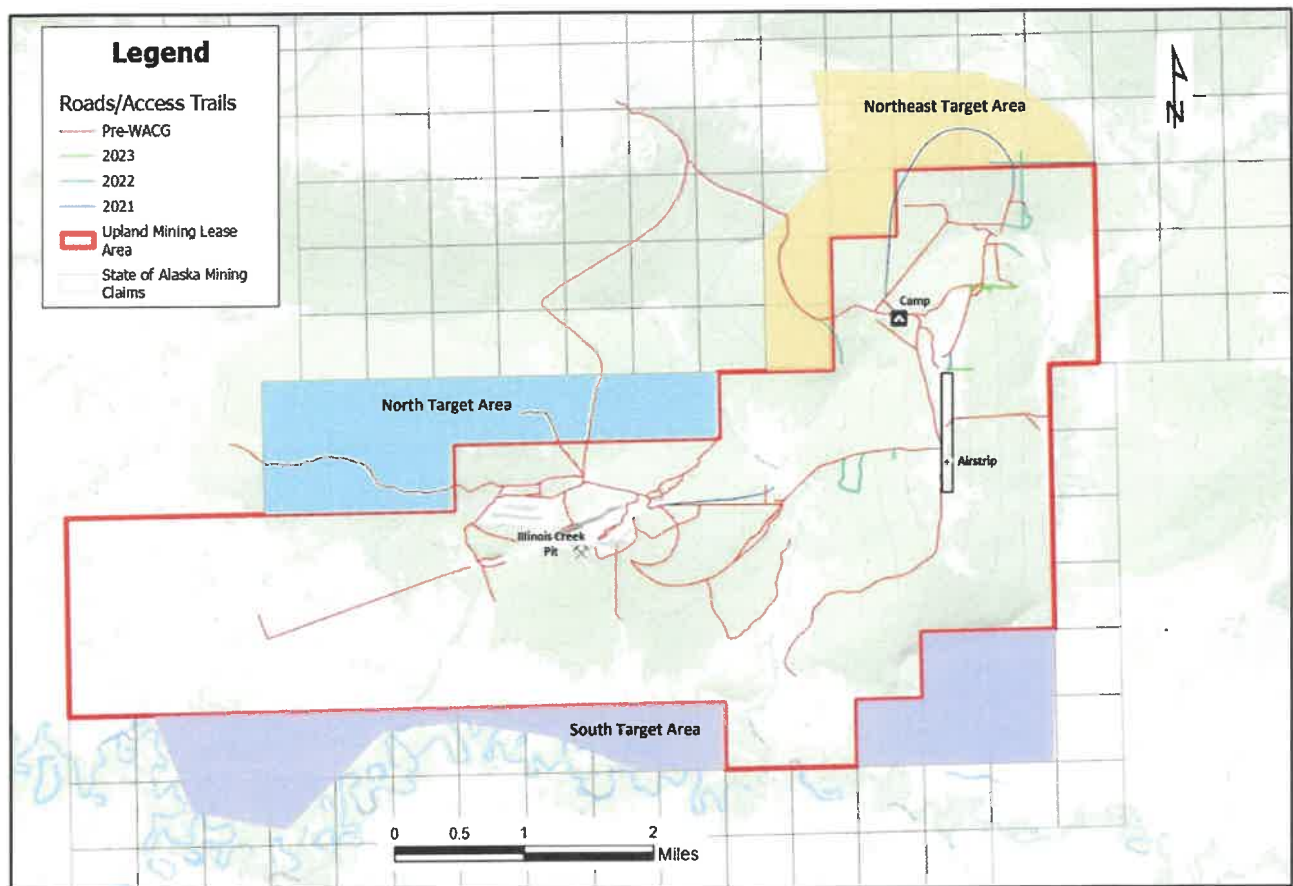 Legend
Roads/Access Trails
Pre-WACG
2023
2022
2021
Upland Mining Lease
Area
State of Alaska Mining
Claims
Northeast Target Area
N
Camp
North Target Area
Airstrip
Illinois Creek
Pit
South Target Area
0 0.5 1 2
Miles